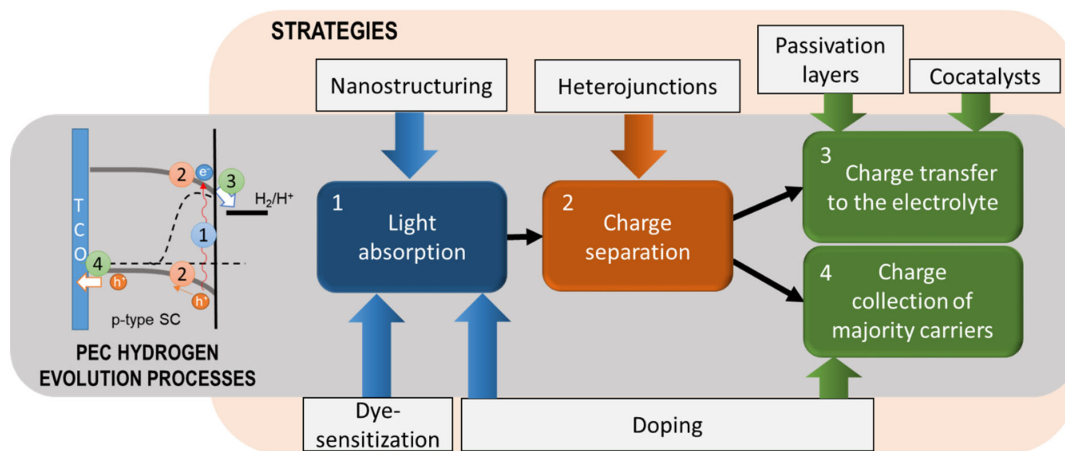 STRATEGIES
Passivation
layers
Cocatalysts
Nanostructuring
Heterojunctions
2
e⁻
3
H₂/H⁺
1
TCO
4
h⁺
2
h⁺
p-type SC
PEC HYDROGEN
EVOLUTION PROCESSES
1
Light
absorption
2
Charge
separation
3
Charge transfer
to the electrolyte
4
Charge
collection of
majority carriers
Dye-
sensitization
Doping